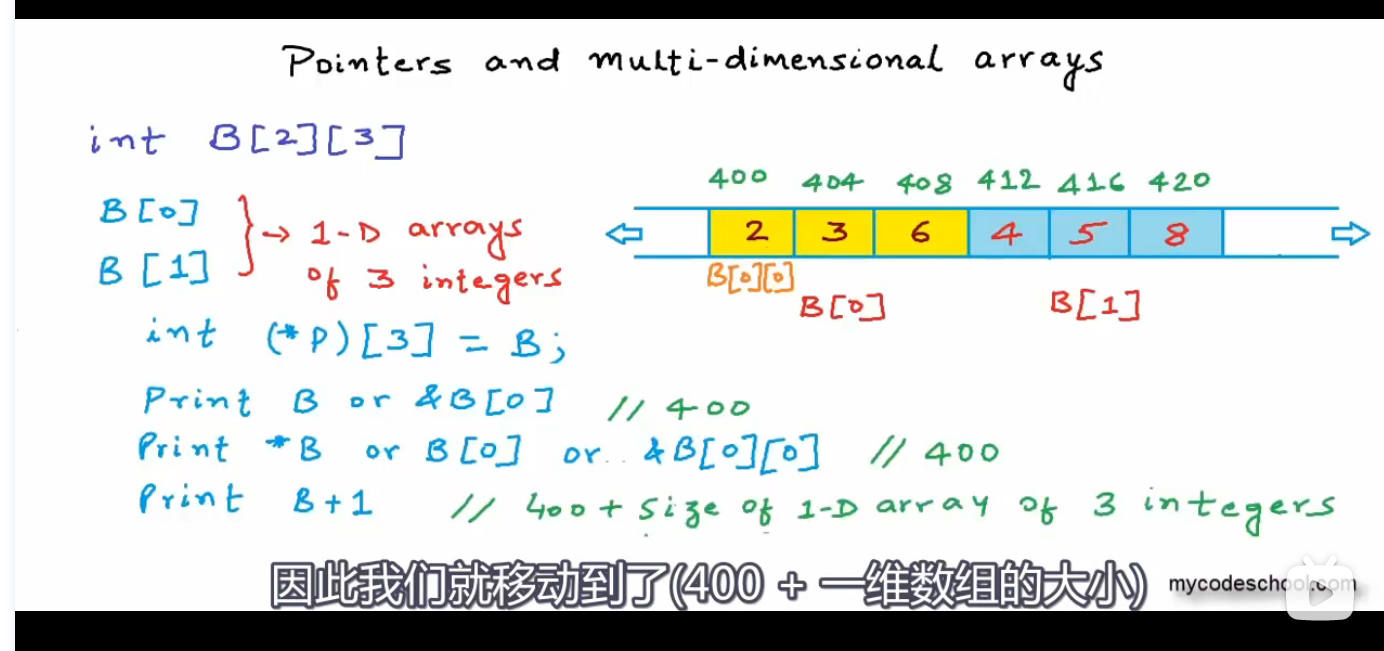 Pointers and multi-dimensional arrays
int B[2][3]
400 404 408 412 416 420
B[0]
B[1]
→ 1-D arrays
of 3 integers
2 3 6 4 5 8
B[0][0]
B[0] B[1]
int (*P)[3] = B;
Print B or &B[0] // 400
Print *B or B[0] or &B[0][0] // 400
Print B+1 // 400 + size of 1-D array of 3 integers
因此我们就移动到了(400 + 一维数组的大小)
mycodeschool.com